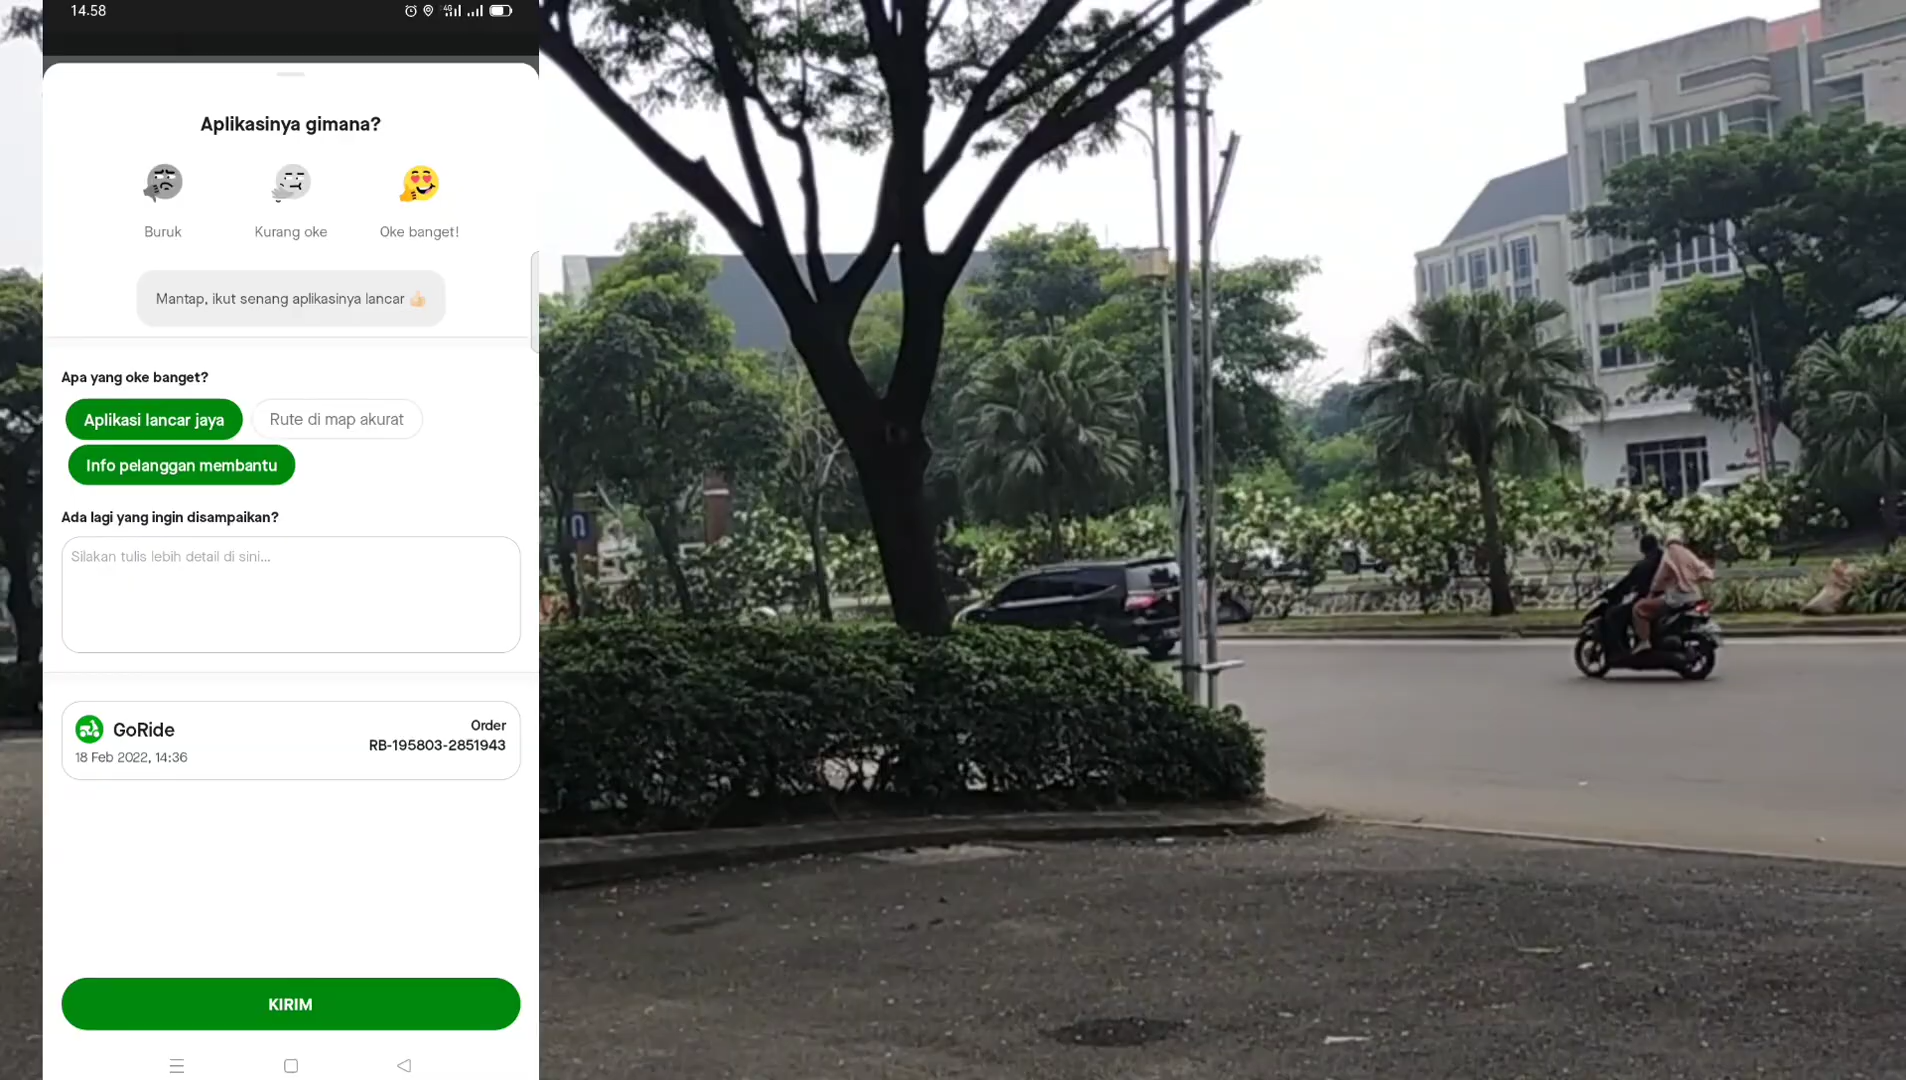 14.58
4G
Aplikasinya gimana?
Buruk
Kurang oke
Oke banget!
Mantap, ikut senang aplikasinya lancar
Apa yang oke banget?
Aplikasi lancar jaya
Rute di map akurat
Info pelanggan membantu
Ada lagi yang ingin disampaikan?
Silakan tulis lebih detail di sini...
GoRide
Order
18 Feb 2022, 14:36
RB-195803-2851943
KIRIM